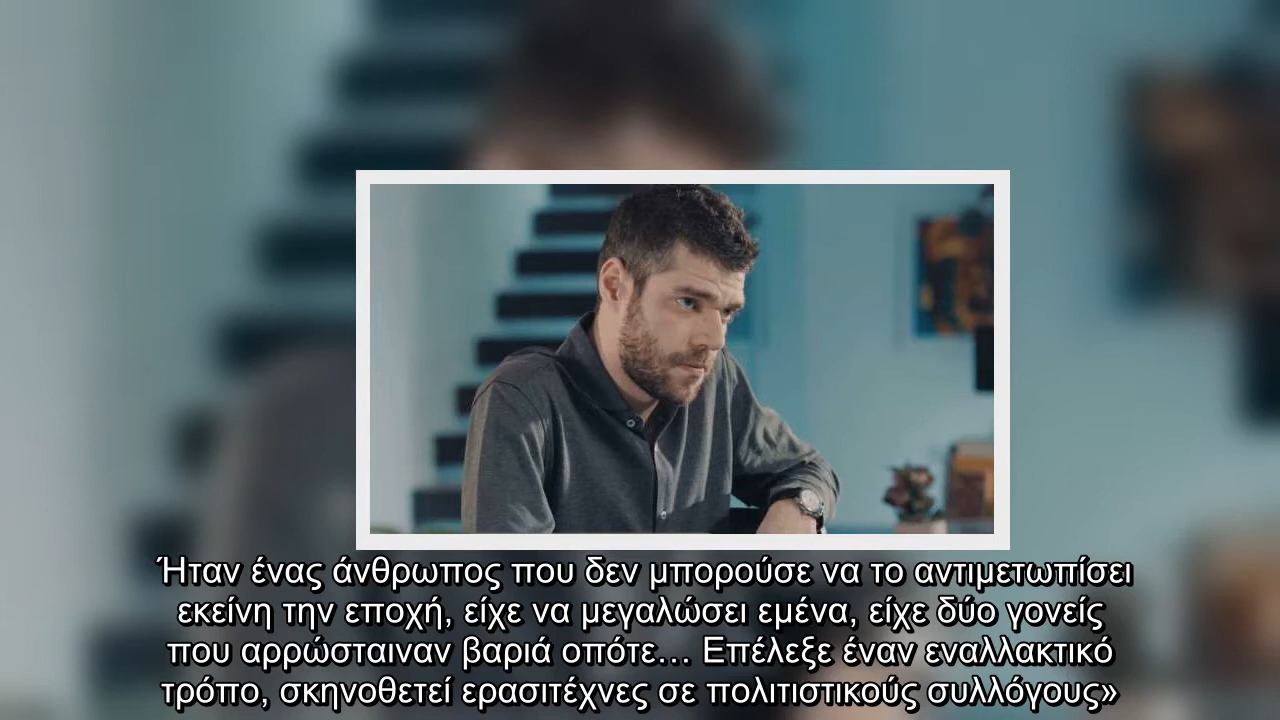 Ήταν ένας άνθρωπος που δεν μπορούσε να το αντιμετωπίσει
εκείνη την εποχή, είχε να μεγαλώσει εμένα, είχε δύο γονείς
που αρρώσταιναν βαριά οπότε… Επέλεξε έναν εναλλακτικό
τρόπο, σκηνοθετεί ερασιτέχνες σε πολιτιστικούς συλλόγους»